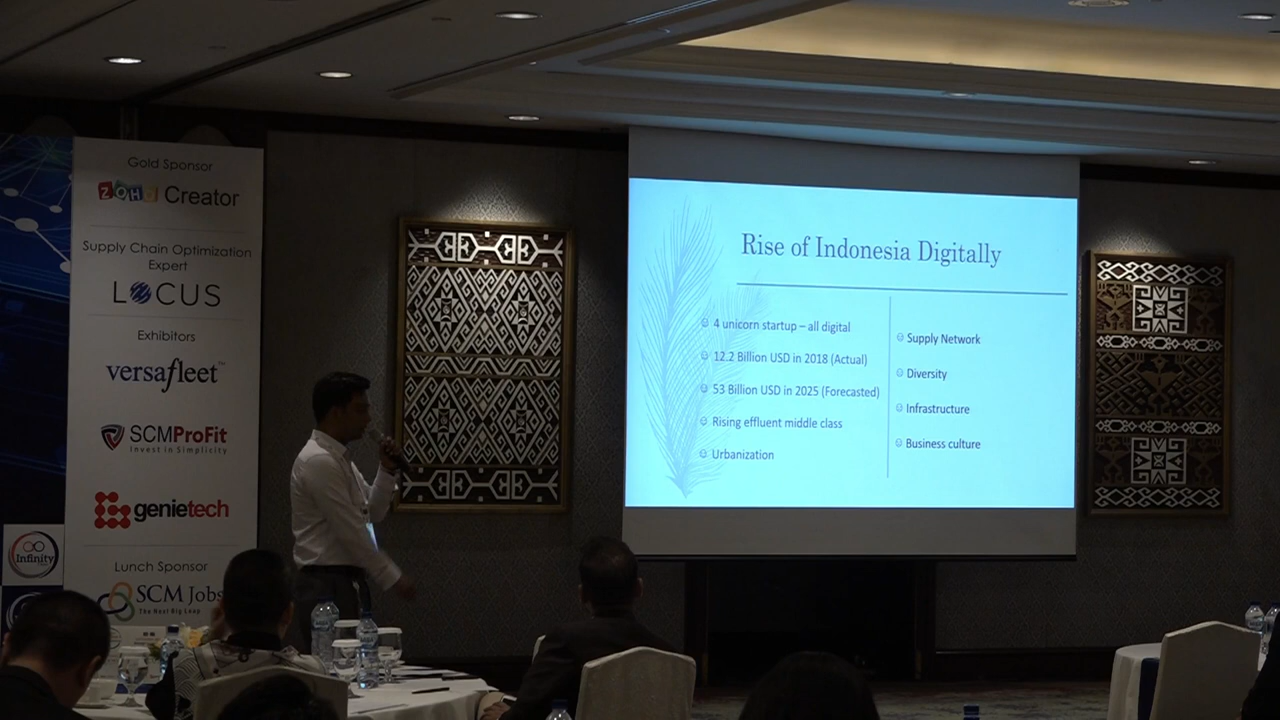 Gold Sponsor
ZOHO Creator
Supply Chain Optimization
Expert
LOCUS
Exhibitors
versafleet™
SCMProFit
Invest in Simplicity
genietech
Lunch Sponsor
SCM Jobs
The Next Big Leap
Infinity
Rise of Indonesia Digitally
4 unicorn startup – all digital
12.2 Billion USD in 2018 (Actual)
53 Billion USD in 2025 (Forecasted)
Rising effluent middle class
Urbanization
Supply Network
Diversity
Infrastructure
Business culture